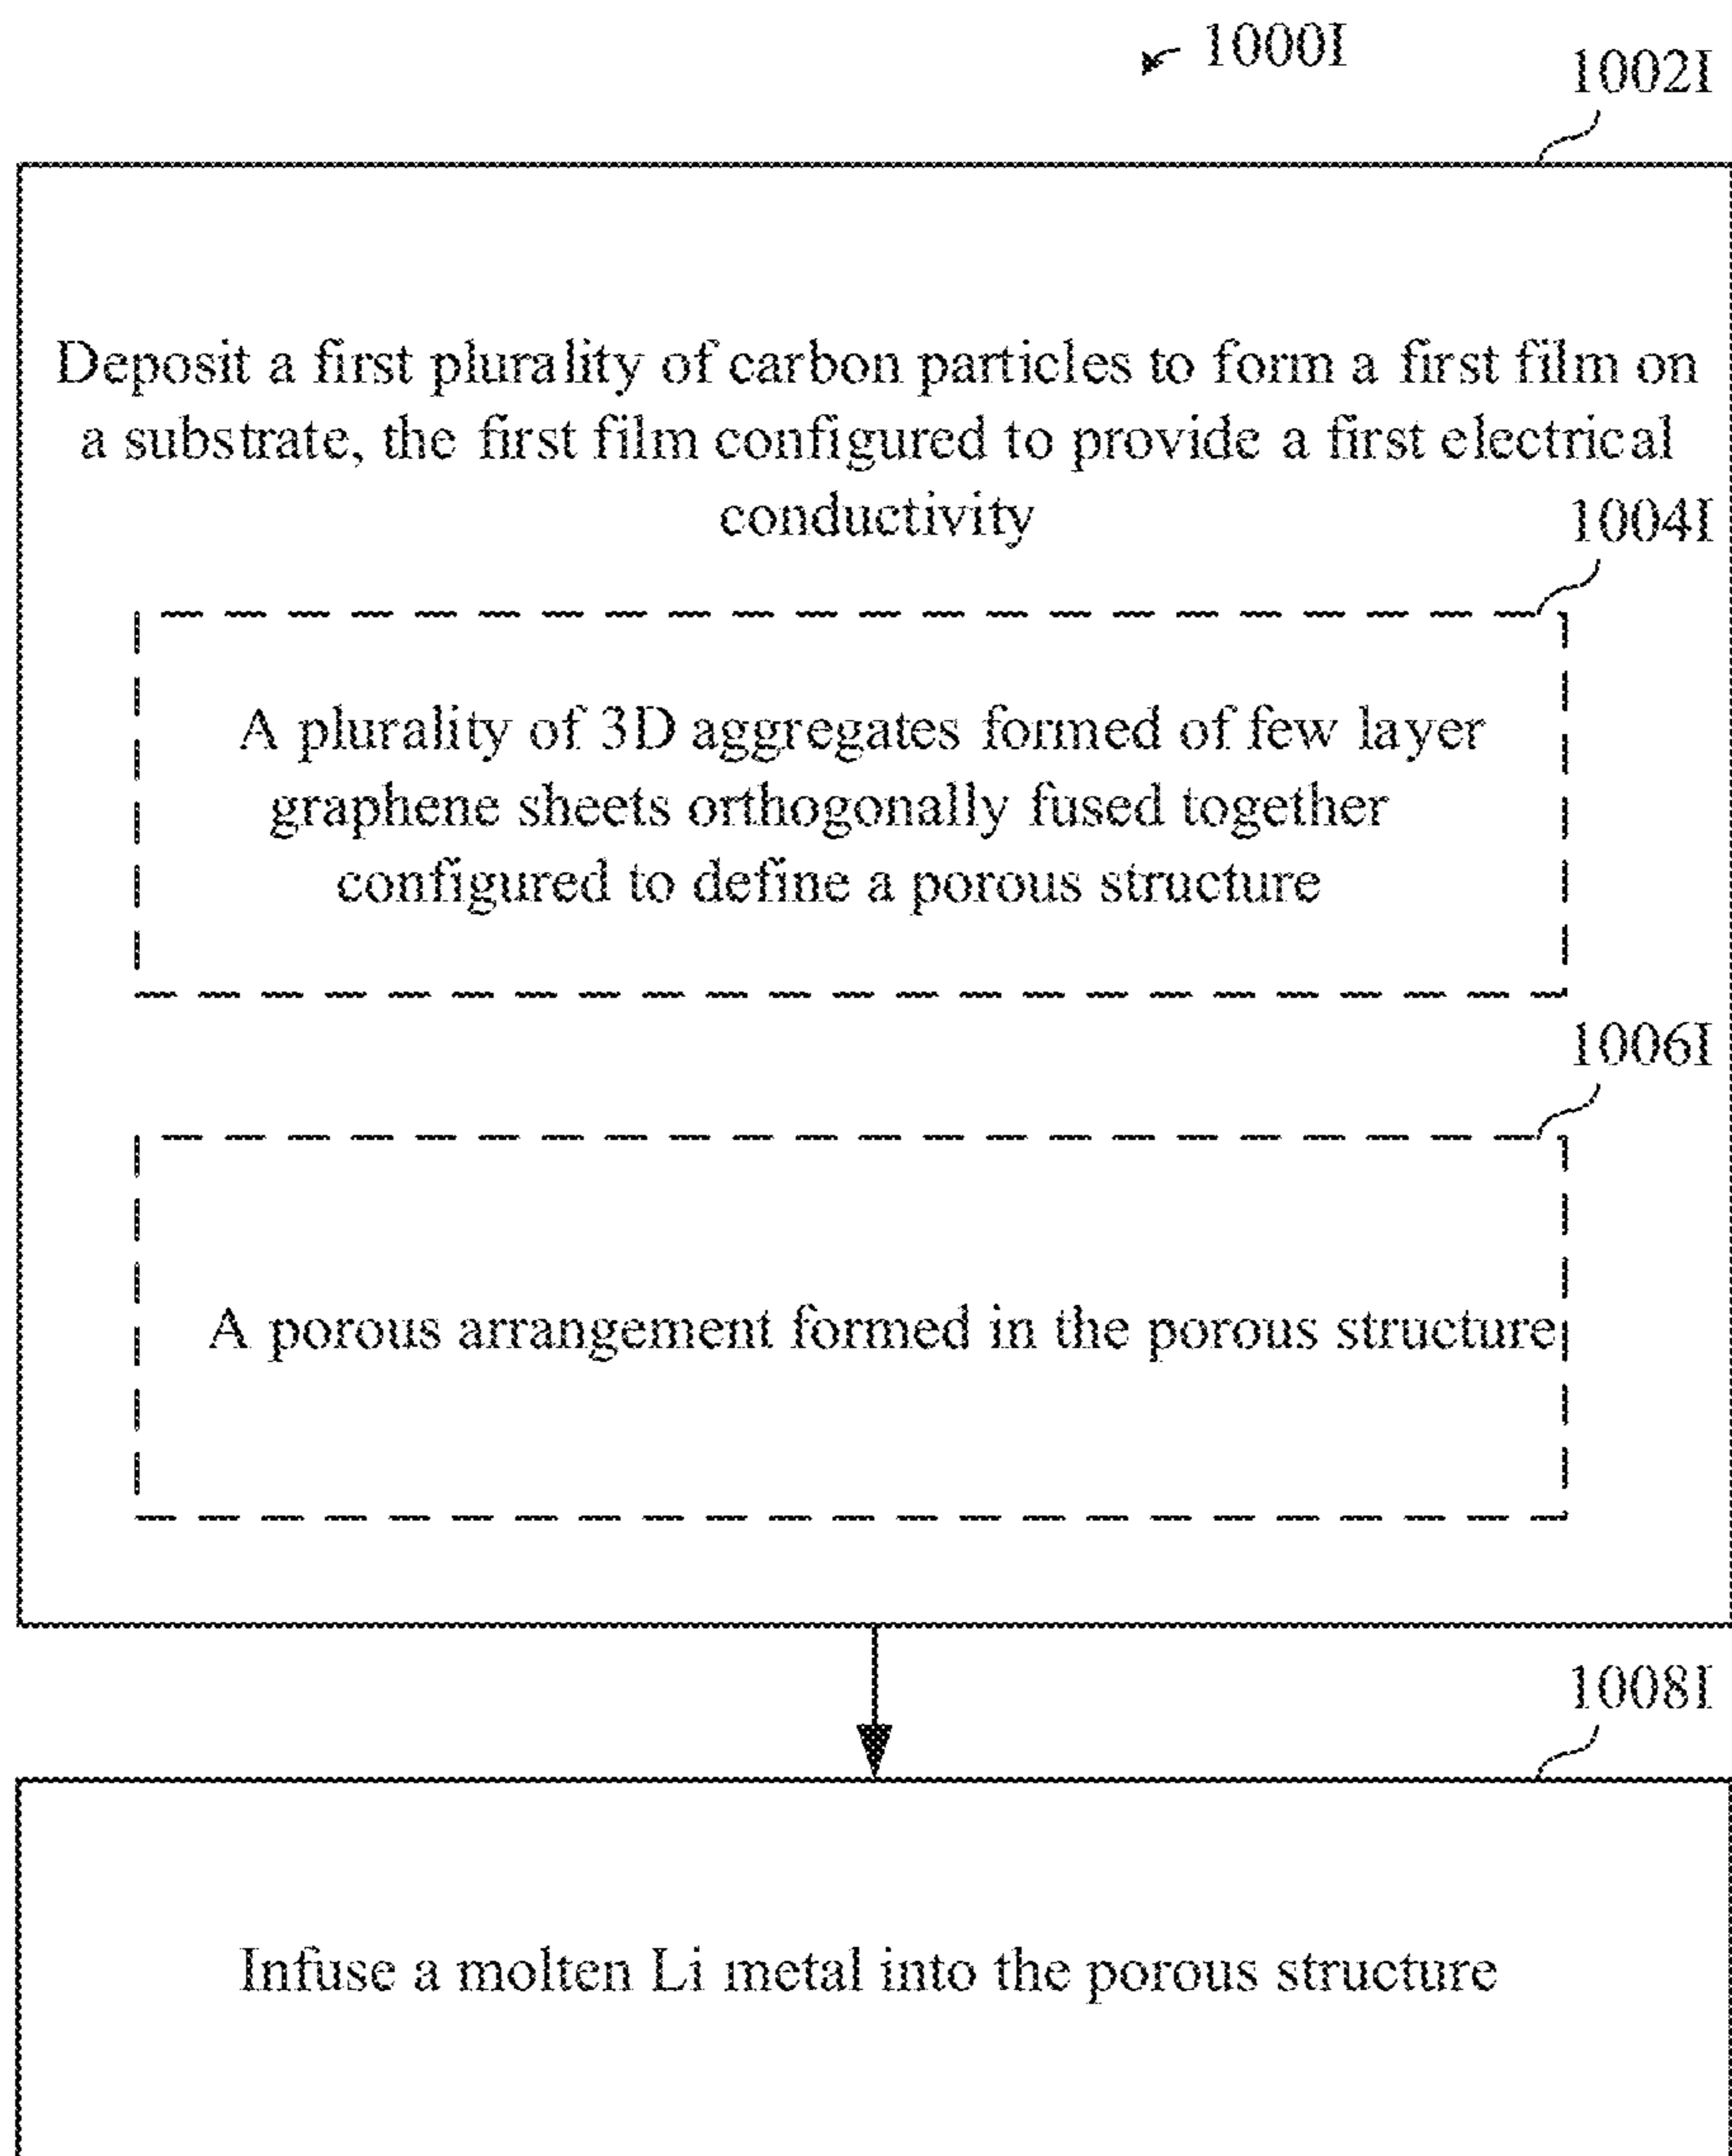 1000I
1002I
Deposit a first plurality of carbon particles to form a first film on
a substrate, the first film configured to provide a first electrical
conductivity
1004I
A plurality of 3D aggregates formed of few layer
graphene sheets orthogonally fused together
configured to define a porous structure
1006I
A porous arrangement formed in the porous structure
1008I
Infuse a molten Li metal into the porous structure